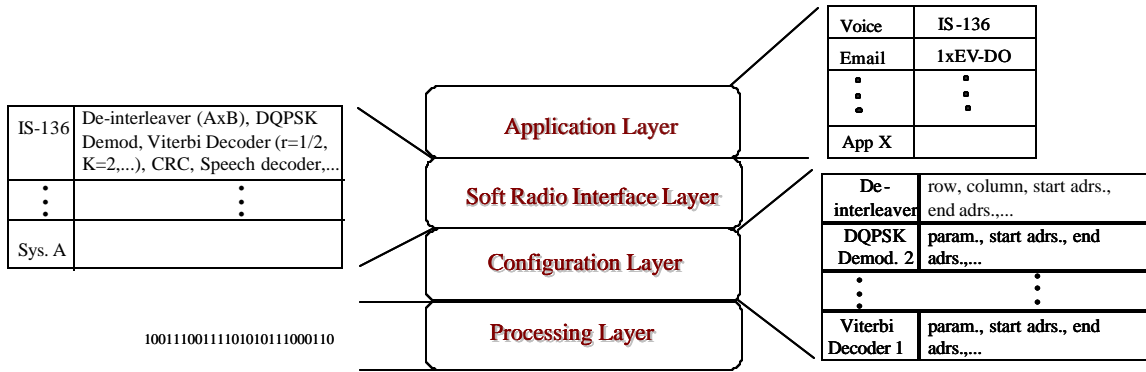 Voice IS-136
Email 1xEV-DO
App X
IS-136 De-interleaver (AxB), DQPSK
Demod, Viterbi Decoder (r=1/2,
K=2,...), CRC, Speech decoder,...
Sys. A
Application Layer
Soft Radio Interface Layer
Configuration Layer
Processing Layer
De-
interleaver
row, column, start adrs.,
end adrs.,...
DQPSK
Demod. 2
param., start adrs., end
adrs.,...
Viterbi
Decoder 1
param., start adrs., end
adrs.,...
10011100111101010111000110